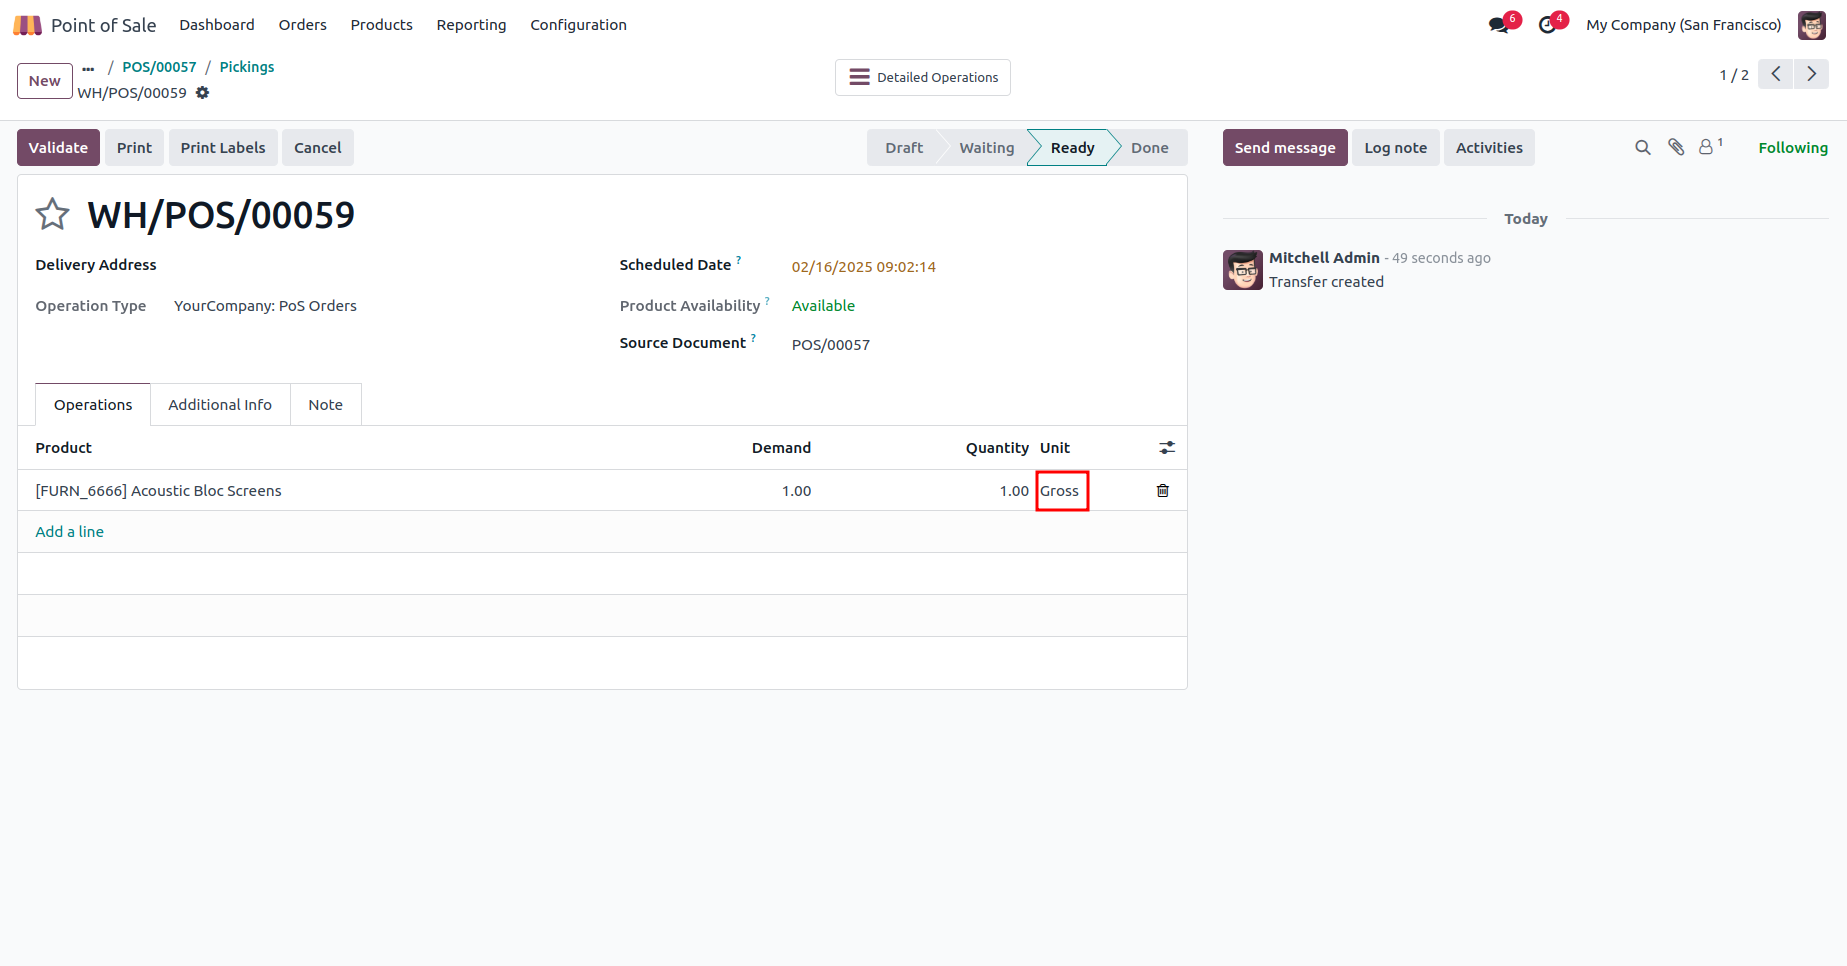 Point of Sale Dashboard Orders Products Reporting Configuration 6 4 My Company (San Francisco)
New ... / POS/00057 / Pickings
WH/POS/00059
Detailed Operations
1 / 2
Validate Print Print Labels Cancel Draft Waiting Ready Done
Send message Log note Activities 1 Following
WH/POS/00059
Delivery Address
Operation Type YourCompany: PoS Orders
Scheduled Date ? 02/16/2025 09:02:14
Product Availability ? Available
Source Document ? POS/00057
Operations Additional Info Note
Product Demand Quantity Unit
[FURN_6666] Acoustic Bloc Screens 1.00 1.00 Gross
Add a line
Today
Mitchell Admin - 49 seconds ago
Transfer created